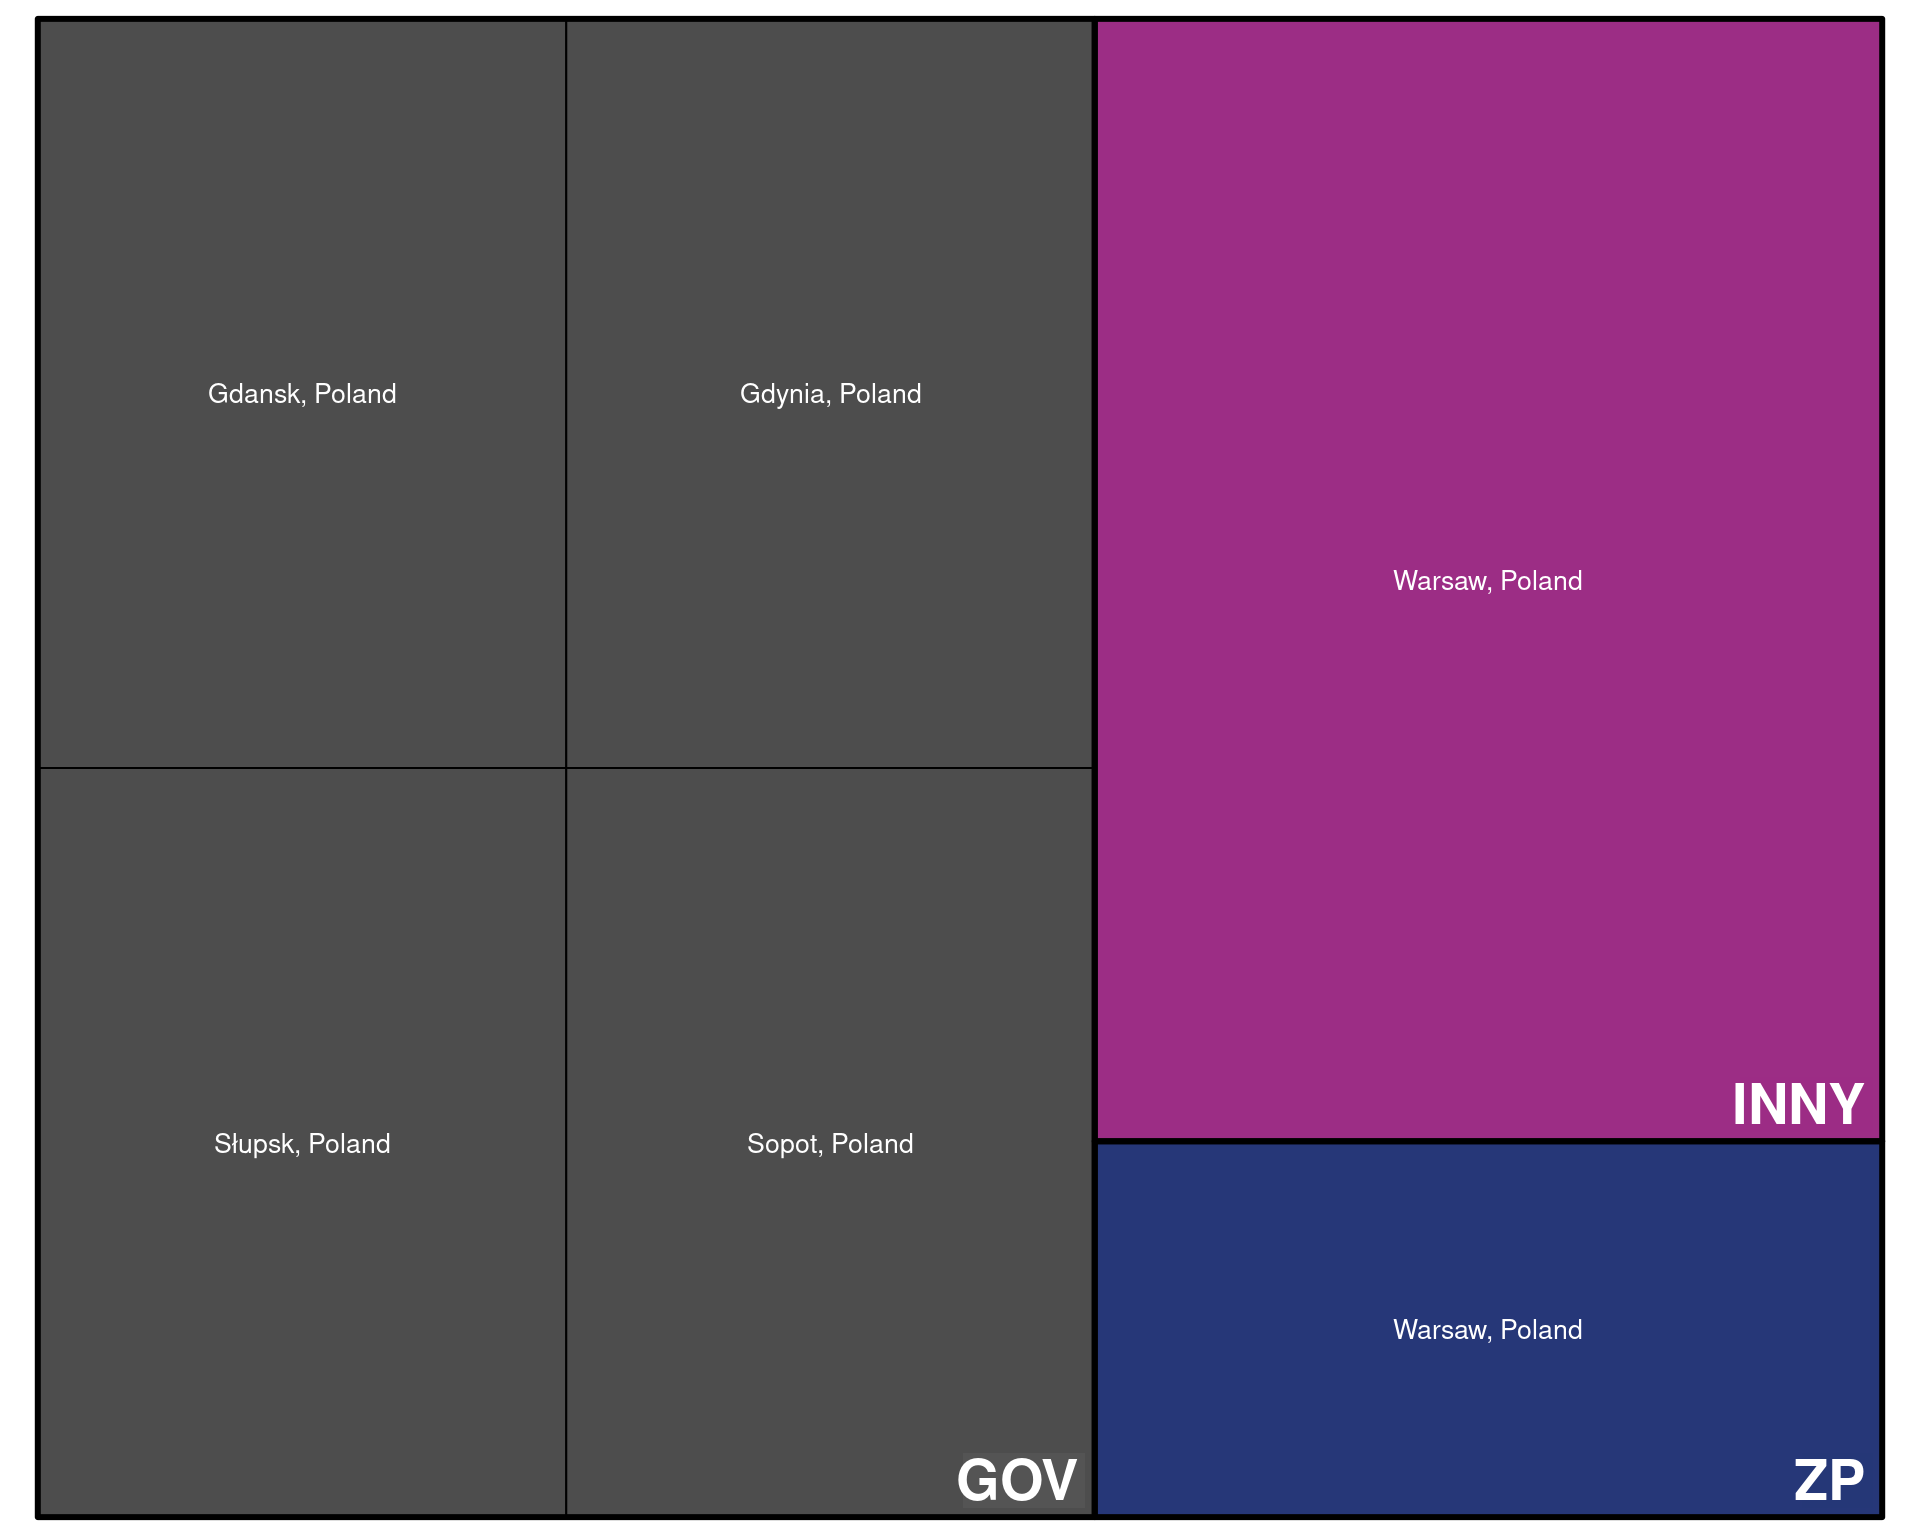 Gdansk, Poland
Gdynia, Poland
Słupsk, Poland
Sopot, Poland
GOV
Warsaw, Poland
INNY
Warsaw, Poland
ZP